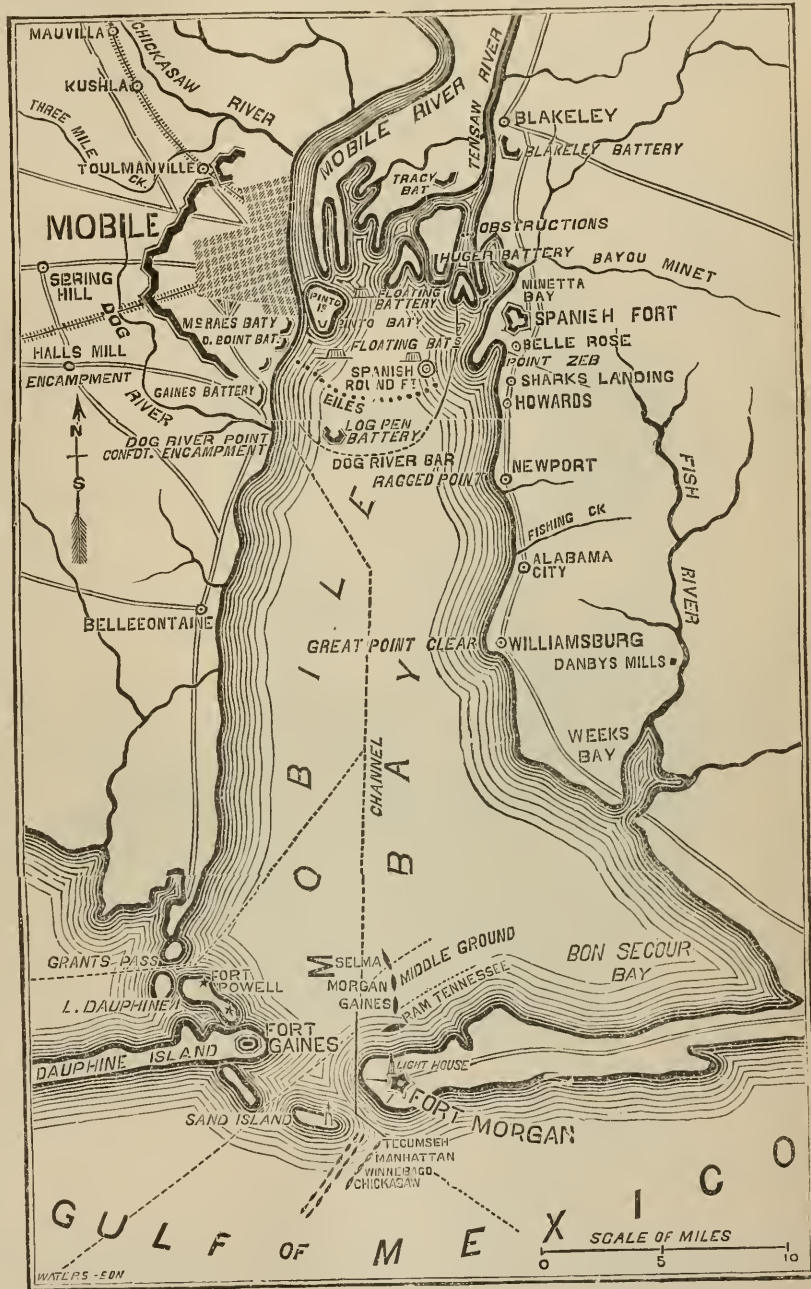 MAUVILLA
CHICKASAW
RIVER
KUSHLA
THREE MILE
CK.
TOULMANVILLE
MOBILE
MOBILE RIVER
TENSAW RIVER
BLAKELEY
BLAKELEY BATTERY
TRACY
BAT
OBSTRUCTIONS
HUGER BATTERY
BAYOU MINET
SERING
HILL
DOG
RIVER
MCRAES BATY
O. POINT BAT.
HALLS MILL
ENCAMPMENT
GAINES BATTERY
PINTO
IS
PINTO BATY
FLOATING
BATTERY
FLOATING BATS
MINETTA
BAY
SPANISH FORT
BELLE ROSE
POINT ZEB
SHARKS LANDING
HOWARDS
SPANISH
ROUND FT
EILES
LOG PEN
BATTERY
DOG RIVER POINT
CONFDT. ENCAMPMENT
DOG RIVER BAR
RAGGED POINT
NEWPORT
N
S
FISH
RIVER
FISHING CK
ALABAMA
CITY
BELLEFONTAINE
GREAT POINT CLEAR
WILLIAMSBURG
DANBYS MILLS
WEEKS
BAY
MOBILE
BAY
CHANNEL
GRANTS PASS
FORT
POWELL
L. DAUPHINE I
SELMA
MIDDLE GROUND
MORGAN
GAINES
RAM TENNESSEE
BON SECOUR
BAY
DAUPHINE ISLAND
FORT
GAINES
LIGHT HOUSE
FORT MORGAN
SAND ISLAND
TECUMSEH
MANHATTAN
WINNEBAGO
CHICKASAW
GULF OF MEXICO
SCALE OF MILES
0 5 10
WATERS-SON